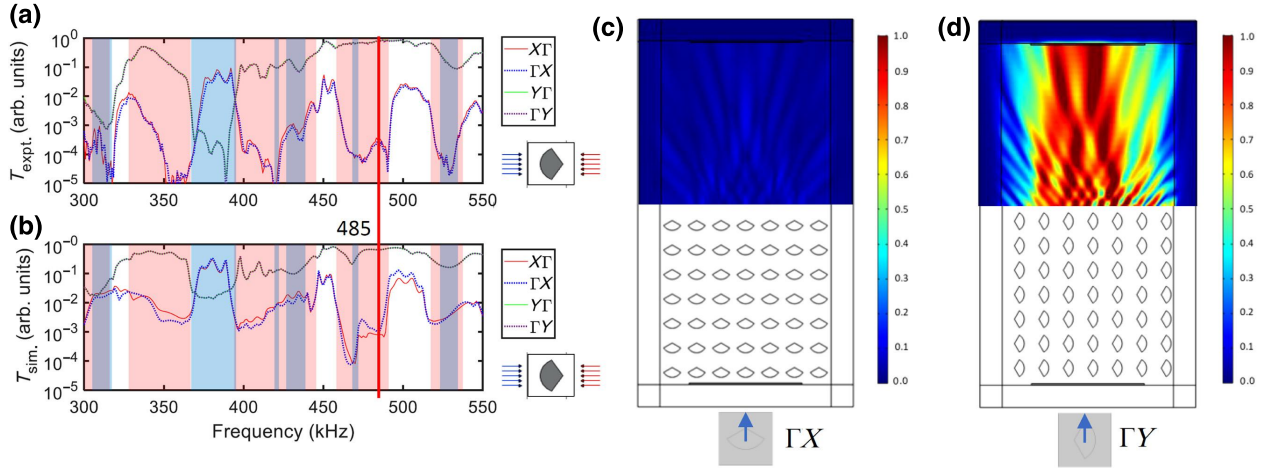 (a)
T_expt. (arb. units)
10^0
10^-1
10^-2
10^-3
10^-4
10^-5
300 350 400 450 500 550
XΓ
ΓX
YΓ
ΓY
485
(b)
T_sim. (arb. units)
10^-0
10^-1
10^-2
10^-3
10^-4
10^-5
300 350 400 450 500 550
Frequency (kHz)
XΓ
ΓX
YΓ
ΓY
(c)
1.0
0.9
0.8
0.7
0.6
0.5
0.4
0.3
0.2
0.1
0.0
ΓX
(d)
1.0
0.9
0.8
0.7
0.6
0.5
0.4
0.3
0.2
0.1
0.0
ΓY